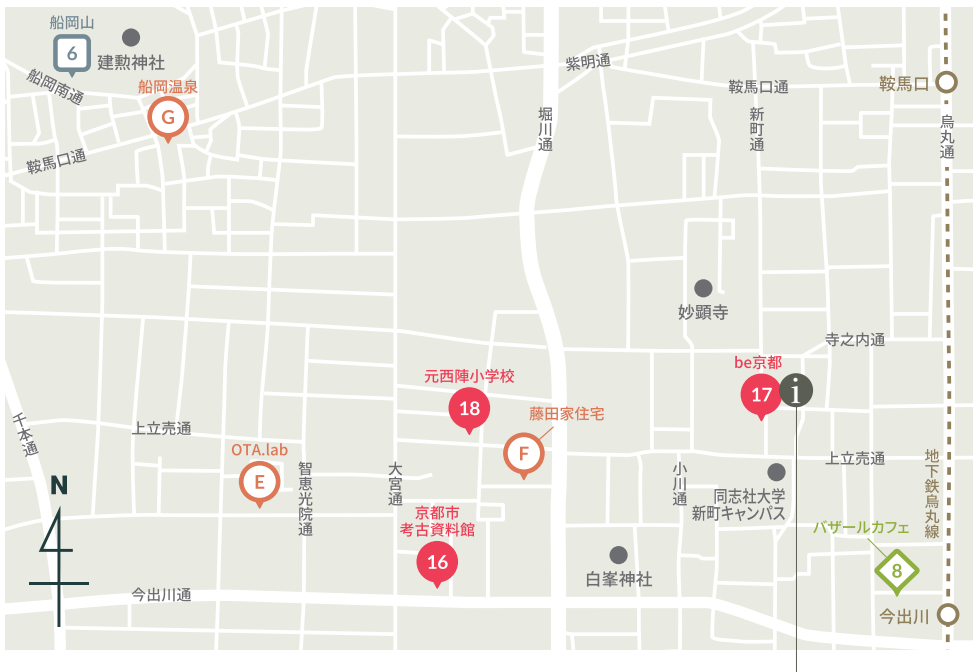 船岡山
6
建勲神社
船岡南通
船岡温泉
G
鞍馬口通
紫明通
堀川通
鞍馬口通
新町通
鞍馬口
烏丸通
妙顕寺
寺之内通
be京都
17
i
元西陣小学校
18
藤田家住宅
F
千本通
上立売通
OTA.lab
E
智恵光院通
大宮通
小川通
上立売通
同志社大学
新町キャンパス
地下鉄烏丸線
N
京都市
考古資料館
16
白峯神社
バザールカフェ
8
今出川通
今出川